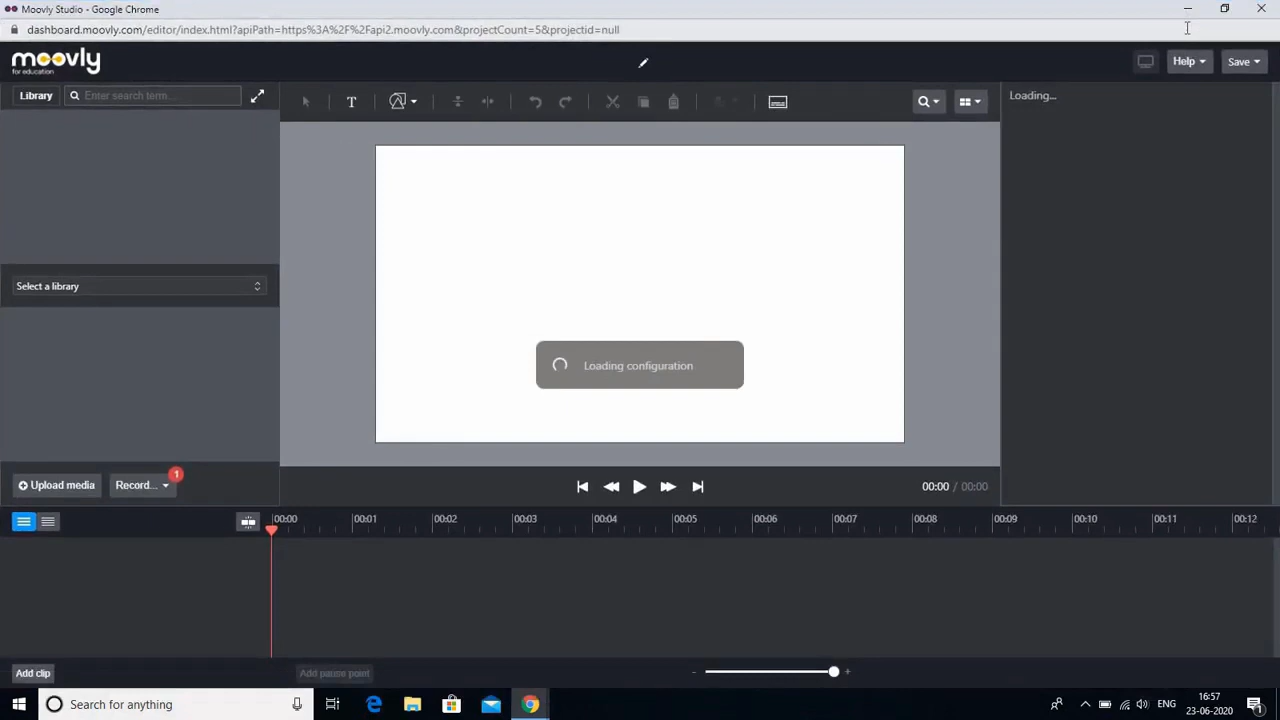 Moovly Studio - Google Chrome
dashboard.moovly.com/editor/index.html?apiPath=https%3A%2F%2Fapi2.moovly.com&projectCount=5&projectid=null
moovly
for education
Help
Save
Library
Enter search term...
T
Loading...
Select a library
Loading configuration
Upload media
Record...
1
00:00 / 00:00
00:00 00:01 00:02 00:03 00:04 00:05 00:06 00:07 00:08 00:09 00:10 00:11 00:12
Add clip
Add pause point
- +
Search for anything
ENG
16:57
23-06-2020
1